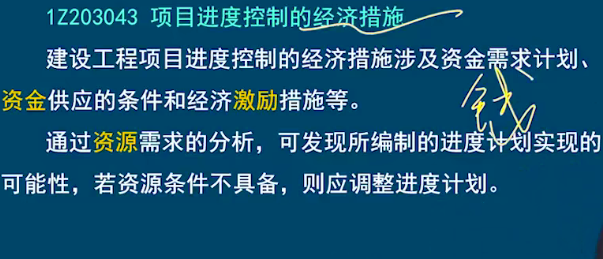 1Z203043 项目进度控制的经济措施
建设工程项目进度控制的经济措施涉及资金需求计划、
资金供应的条件和经济激励措施等。
钱
通过资源需求的分析，可发现所编制的进度计划实现的
可能性，若资源条件不具备，则应调整进度计划。